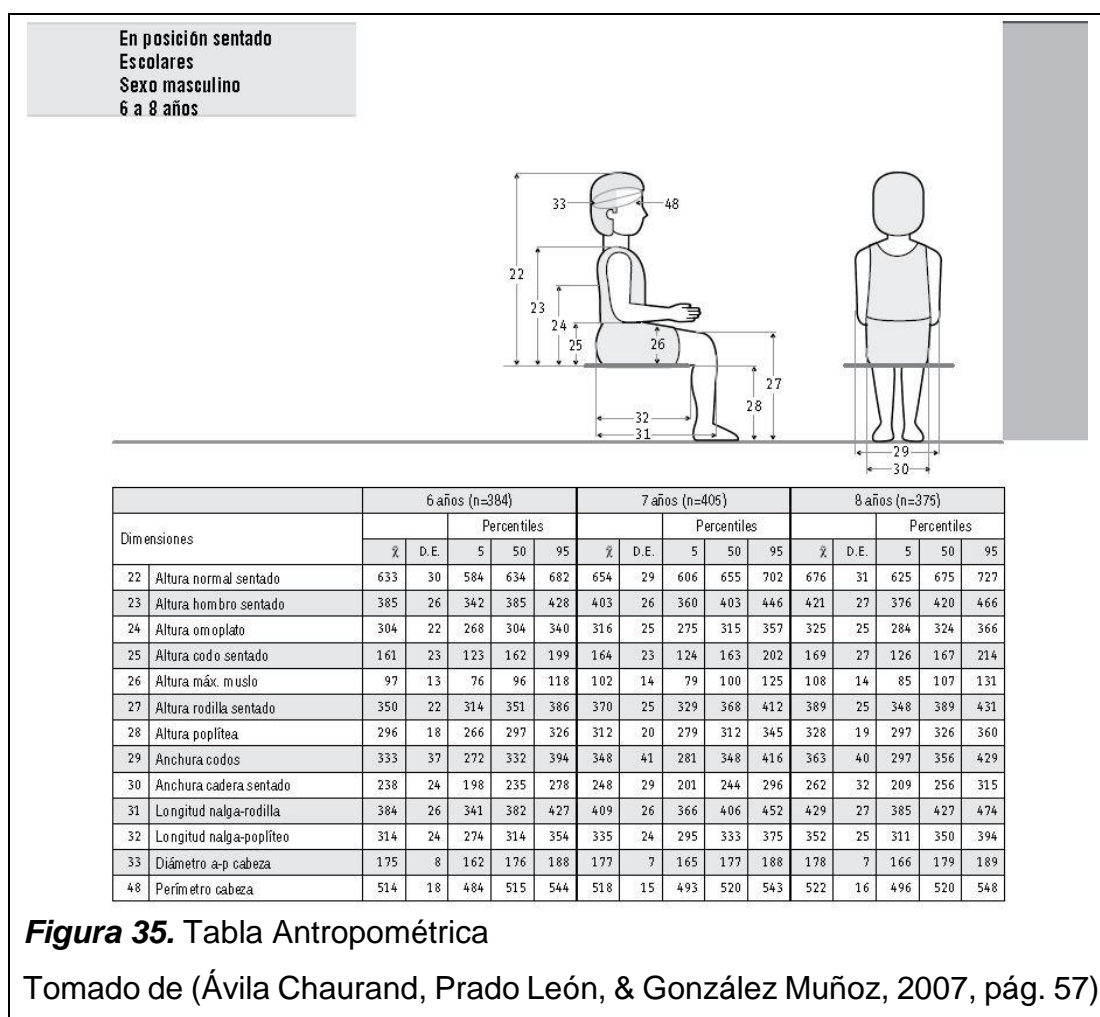 En posición sentado
Escolares
Sexo masculino
6 a 8 años
33
48
22
23
24
25
26
27
28
32
31
29
30
6 años (n=384) 7 años (n=405) 8 años (n=375)
Dimensiones Percentiles Percentiles Percentiles
x̄ D.E. 5 50 95 x̄ D.E. 5 50 95 x̄ D.E. 5 50 95
22 Altura normal sentado 633 30 584 634 682 654 29 606 655 702 676 31 625 675 727
23 Altura hombro sentado 385 26 342 385 428 403 26 360 403 446 421 27 376 420 466
24 Altura omoplato 304 22 268 304 340 316 25 275 315 357 325 25 284 324 366
25 Altura codo sentado 161 23 123 162 199 164 23 124 163 202 169 27 126 167 214
26 Altura máx. muslo 97 13 76 96 118 102 14 79 100 125 108 14 85 107 131
27 Altura rodilla sentado 350 22 314 351 386 370 25 329 368 412 389 25 348 389 431
28 Altura poplítea 296 18 266 297 326 312 20 279 312 345 328 19 297 326 360
29 Anchura codos 333 37 272 332 394 348 41 281 348 416 363 40 297 356 429
30 Anchura cadera sentado 238 24 198 235 278 248 29 201 244 296 262 32 209 256 315
31 Longitud nalga-rodilla 384 26 341 382 427 409 26 366 406 452 429 27 385 427 474
32 Longitud nalga-poplíteo 314 24 274 314 354 335 24 295 333 375 352 25 311 350 394
33 Diámetro a-p cabeza 175 8 162 176 188 177 7 165 177 188 178 7 166 179 189
48 Perímetro cabeza 514 18 484 515 544 518 15 493 520 543 522 16 496 520 548
Figura 35. Tabla Antropométrica
Tomado de (Ávila Chaurand, Prado León, & González Muñoz, 2007, pág. 57)